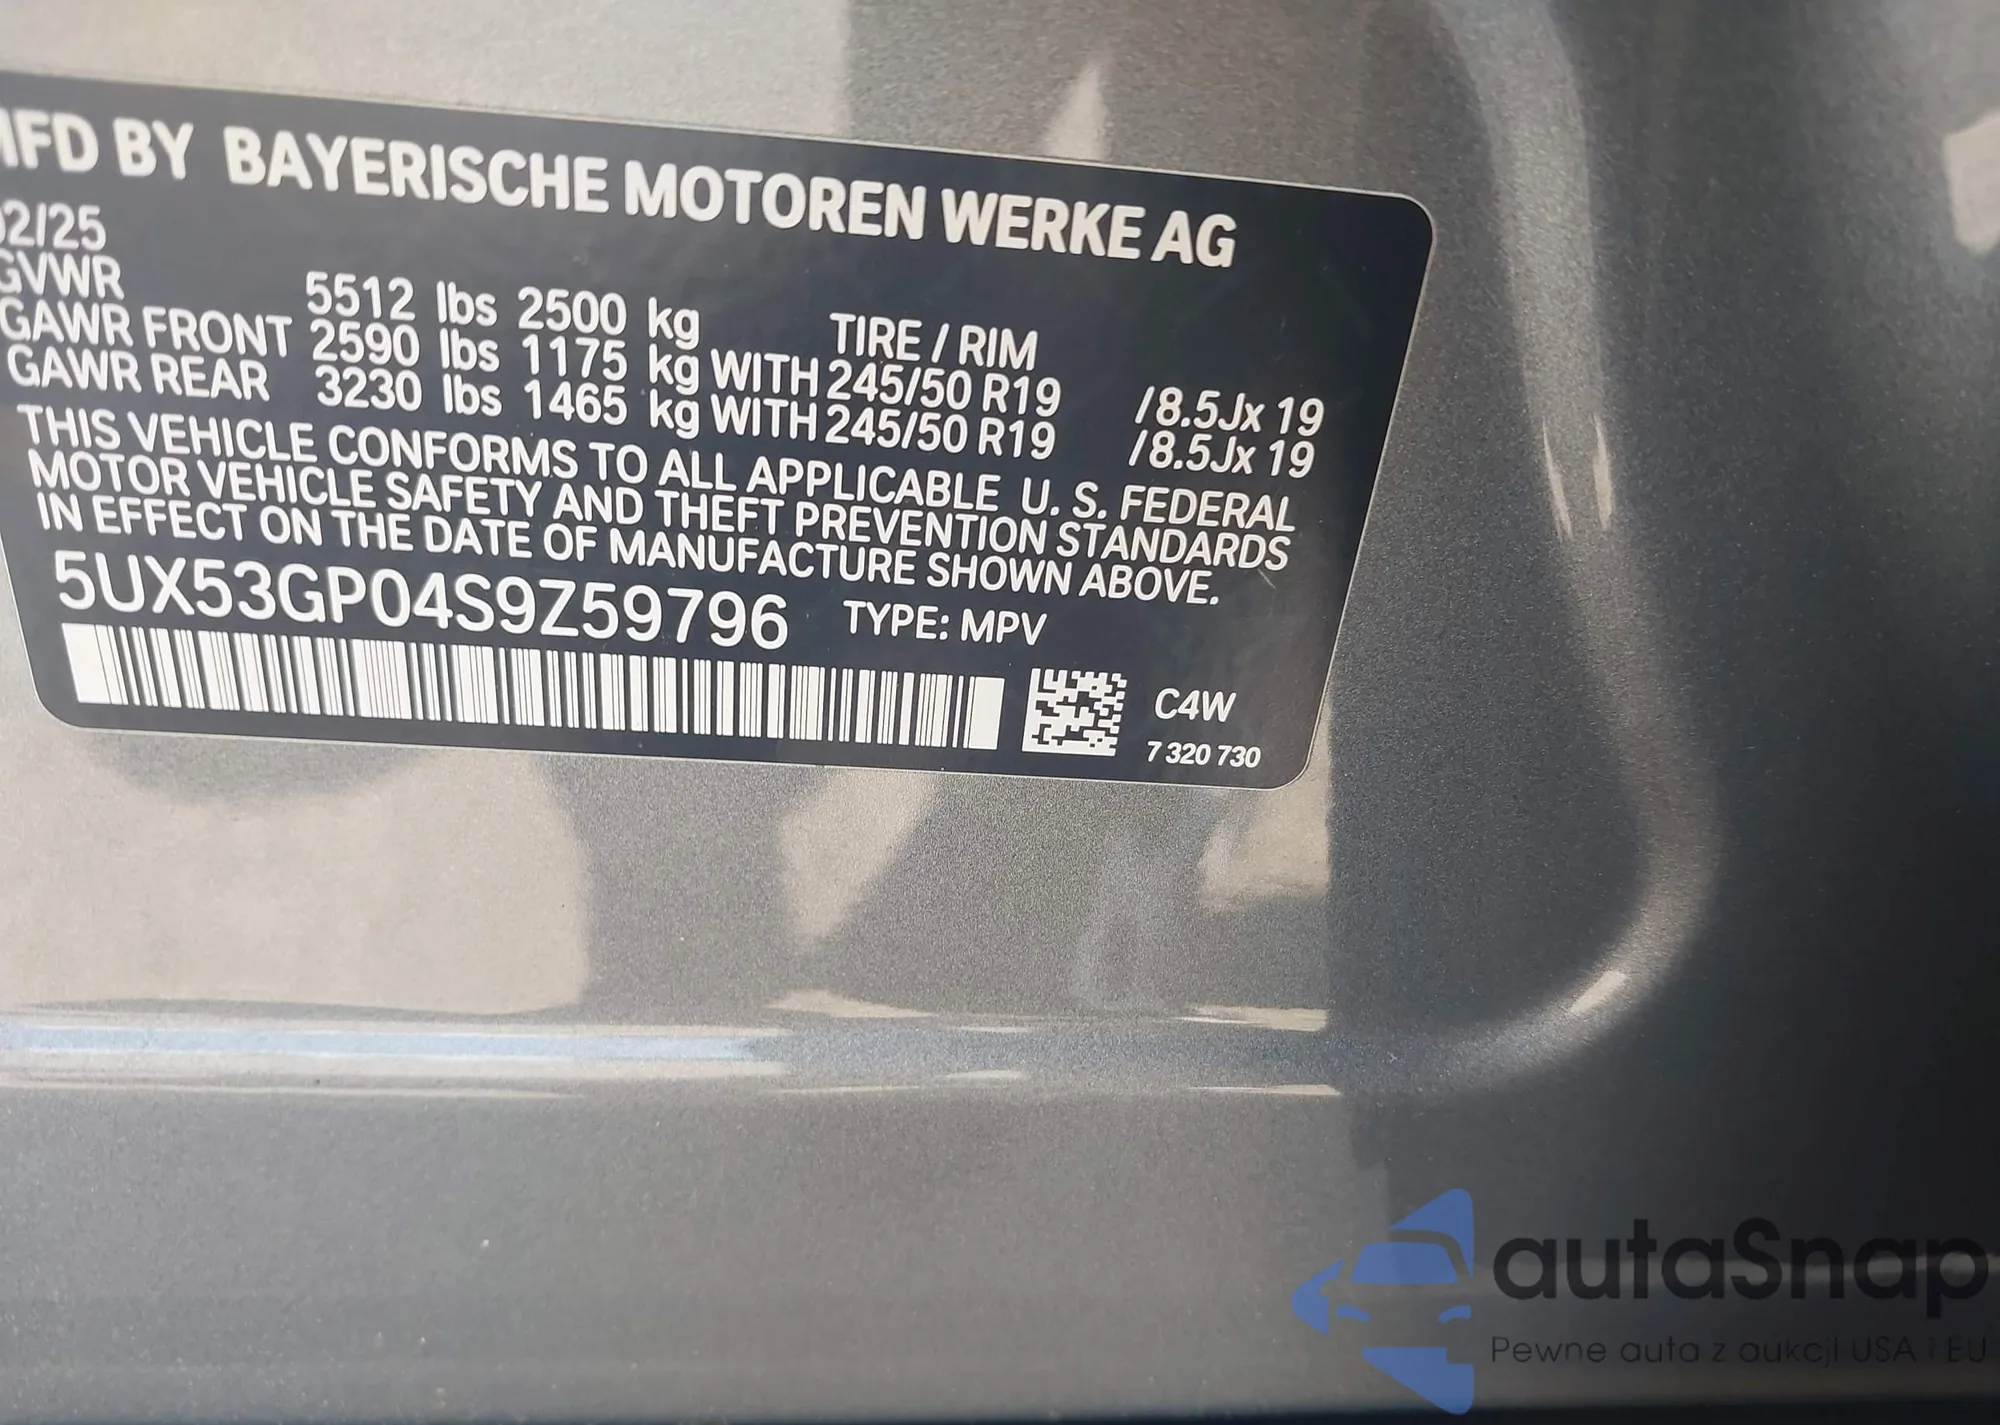 MFD BY BAYERISCHE MOTOREN WERKE AG
02/25
GVWR 5512 lbs 2500 kg TIRE / RIM
GAWR FRONT 2590 lbs 1175 kg WITH 245/50 R19 /8.5Jx 19
GAWR REAR 3230 lbs 1465 kg WITH 245/50 R19 /8.5Jx 19
THIS VEHICLE CONFORMS TO ALL APPLICABLE U. S. FEDERAL
MOTOR VEHICLE SAFETY AND THEFT PREVENTION STANDARDS
IN EFFECT ON THE DATE OF MANUFACTURE SHOWN ABOVE.
5UX53GP04S9Z59796 TYPE: MPV
C4W
7 320 730
autaSnap
Pewne auta z aukcji USA i EU